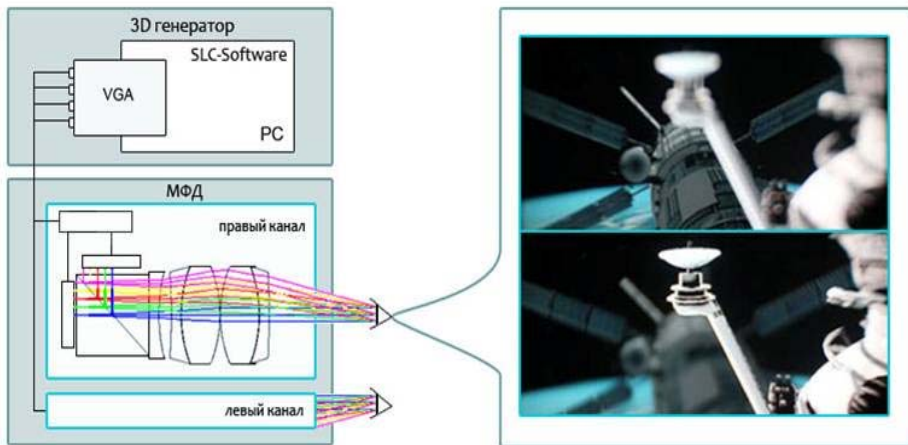 3D генератор
SLC-Software
VGA
PC
МФД
правый канал
левый канал